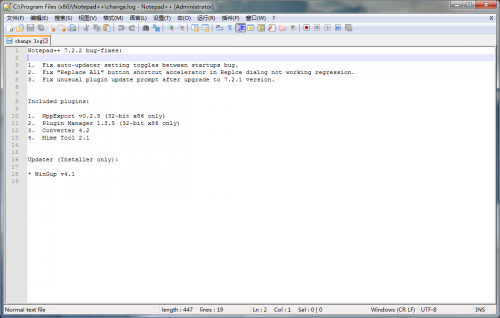 C:\Program Files (x86)\Notepad++\change.log - Notepad++ [Administrator]
文件(F) 编辑(E) 搜索(S) 视图(V) 格式(M) 语言(L) 设置(T) 宏(O) 运行(R) 插件(P) 窗口(W) ? X
change.log
1 Notepad++ 7.2.2 bug-fixes:
2
3 1. Fix auto-updater setting toggles between startups bug.
4 2. Fix "Replace All" button shortcut accelerator in Replce dialog not working regression.
5 3. Fix unusual plugin update prompt after upgrade to 7.2.1 version.
6
7
8 Included plugins:
9
10 1. NppExport v0.2.8 (32-bit x86 only)
11 2. Plugin Manager 1.3.5 (32-bit x86 only)
12 3. Converter 4.2
13 4. Mime Tool 2.1
14
15
16 Updater (Installer only):
17
18 * WinGup v4.1
19
Normal text file length : 447 lines : 19 Ln : 2 Col : 1 Sel : 0 | 0 Windows (CR LF) UTF-8 INS